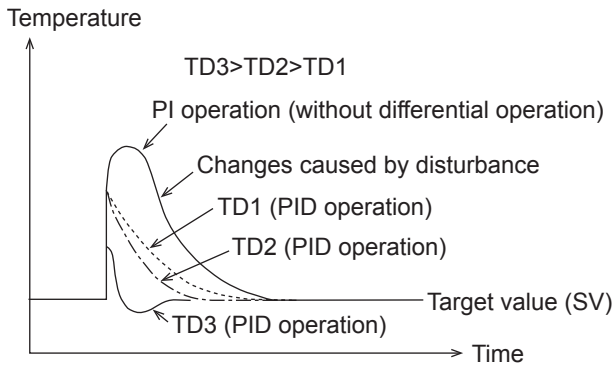 Temperature
TD3>TD2>TD1
PI operation (without differential operation)
Changes caused by disturbance
TD1 (PID operation)
TD2 (PID operation)
Target value (SV)
TD3 (PID operation)
Time